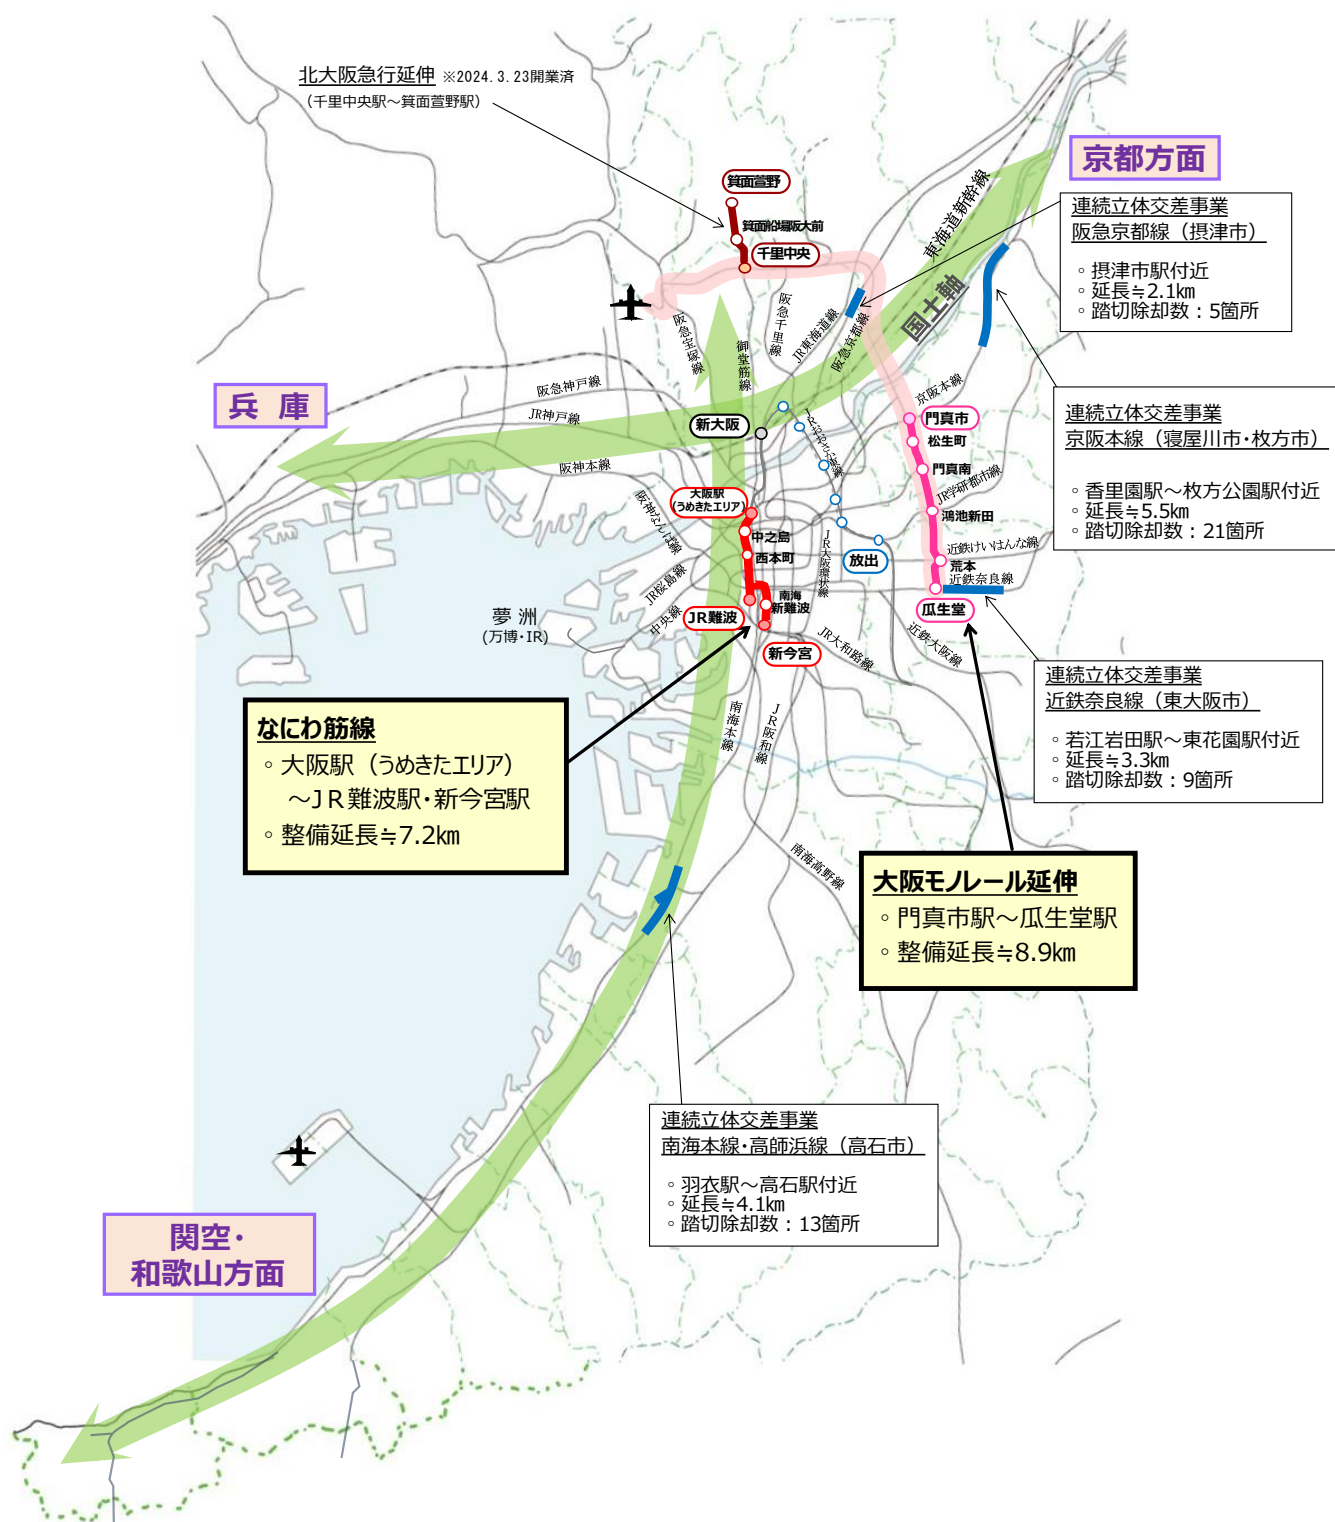 北大阪急行延伸 ※2024.3.23開業済
(千里中央駅～箕面萱野駅)
京都方面
連続立体交差事業
阪急京都線（摂津市）
◦ 摂津市駅付近
◦ 延長≒2.1km
◦ 踏切除却数：5箇所
箕面萱野
箕面船場阪大前
千里中央
東海道新幹線
国土軸
阪急宝塚線
御堂筋線
阪急千里線
JR東海道線
阪急京都線
兵 庫
阪急神戸線
JR神戸線
阪神本線
新大阪
京阪本線
門真市
松生町
門真南
JR学研都市線
鴻池新田
近鉄けいはんな線
荒本
近鉄奈良線
瓜生堂
連続立体交差事業
京阪本線（寝屋川市・枚方市）
◦ 香里園駅～枚方公園駅付近
◦ 延長≒5.5km
◦ 踏切除却数：21箇所
大阪駅
(うめきたエリア)
中之島
西本町
阪神なんば線
JR桜島線
中央線
JR大阪環状線
放出
夢 洲
(万博・IR)
JR難波
南海
新難波
新今宮
JR大和路線
近鉄大阪線
南海本線
JR阪和線
南海高野線
連続立体交差事業
近鉄奈良線（東大阪市）
◦ 若江岩田駅～東花園駅付近
◦ 延長≒3.3km
◦ 踏切除却数：9箇所
なにわ筋線
◦ 大阪駅（うめきたエリア）
～JR難波駅・新今宮駅
◦ 整備延長≒7.2km
大阪モノレール延伸
◦ 門真市駅～瓜生堂駅
◦ 整備延長≒8.9km
連続立体交差事業
南海本線・高師浜線（高石市）
◦ 羽衣駅～高石駅付近
◦ 延長≒4.1km
◦ 踏切除却数：13箇所
関空・
和歌山方面